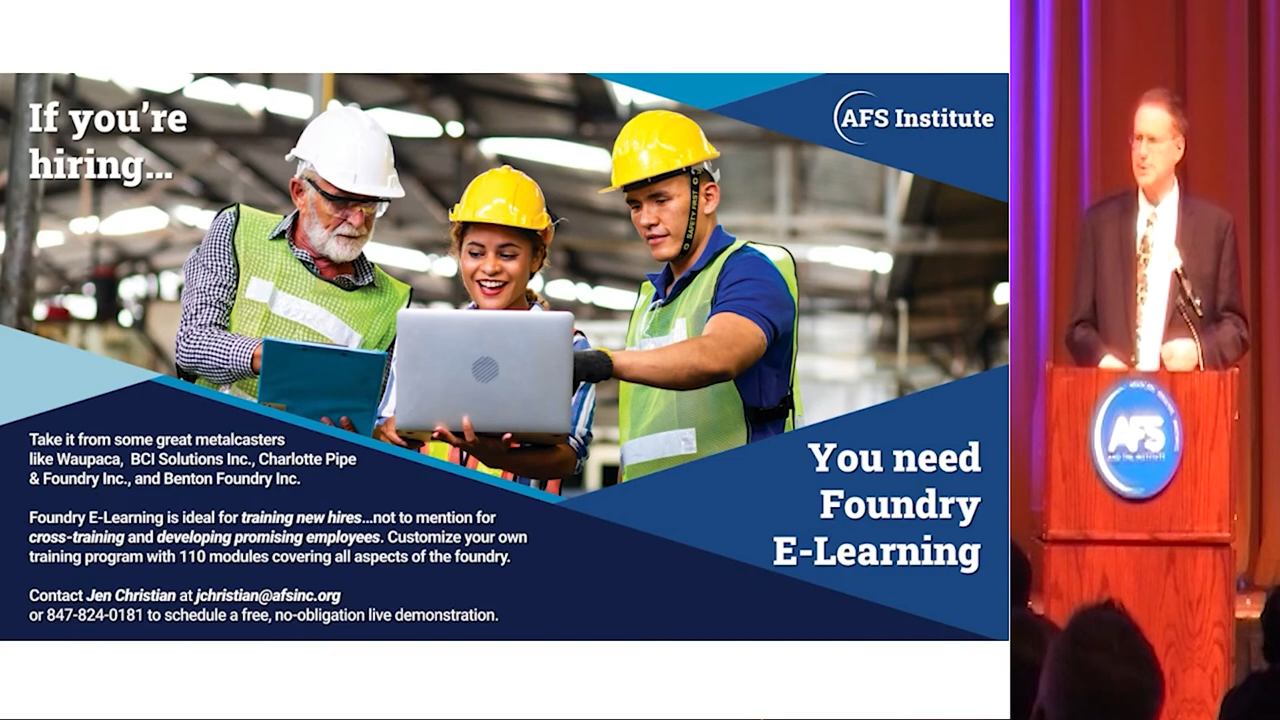 If you're
hiring...
AFS Institute
Take it from some great metalcasters
like Waupaca, BCI Solutions Inc., Charlotte Pipe
& Foundry Inc., and Benton Foundry Inc.
Foundry E-Learning is ideal for training new hires...not to mention for
cross-training and developing promising employees. Customize your own
training program with 110 modules covering all aspects of the foundry.
Contact Jen Christian at jchristian@afsinc.org
or 847-824-0181 to schedule a free, no-obligation live demonstration.
You need
Foundry
E-Learning
SAFETY FIRST
AFS
AND THE INSTITUTE